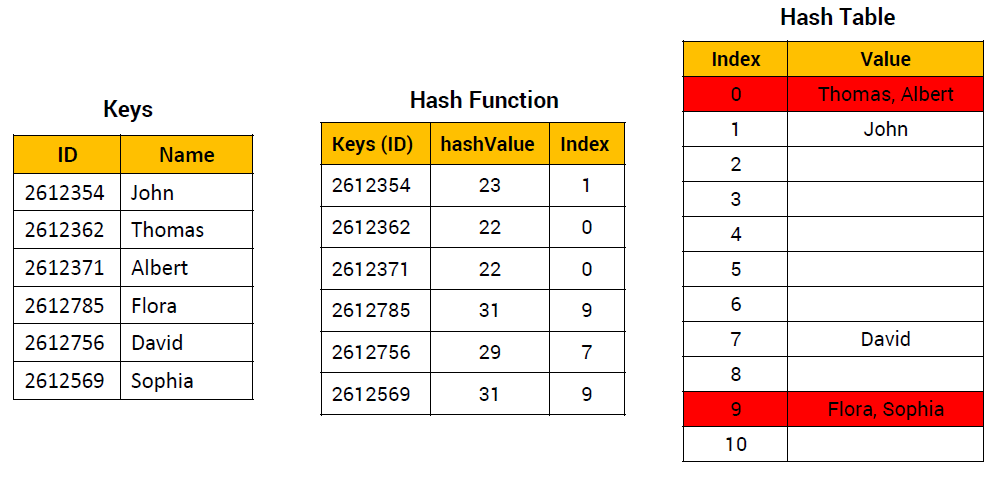 Keys
ID Name
2612354 John
2612362 Thomas
2612371 Albert
2612785 Flora
2612756 David
2612569 Sophia
Hash Function
Keys (ID) hashValue Index
2612354 23 1
2612362 22 0
2612371 22 0
2612785 31 9
2612756 29 7
2612569 31 9
Hash Table
Index Value
0 Thomas, Albert
1 John
2
3
4
5
6
7 David
8
9 Flora, Sophia
10